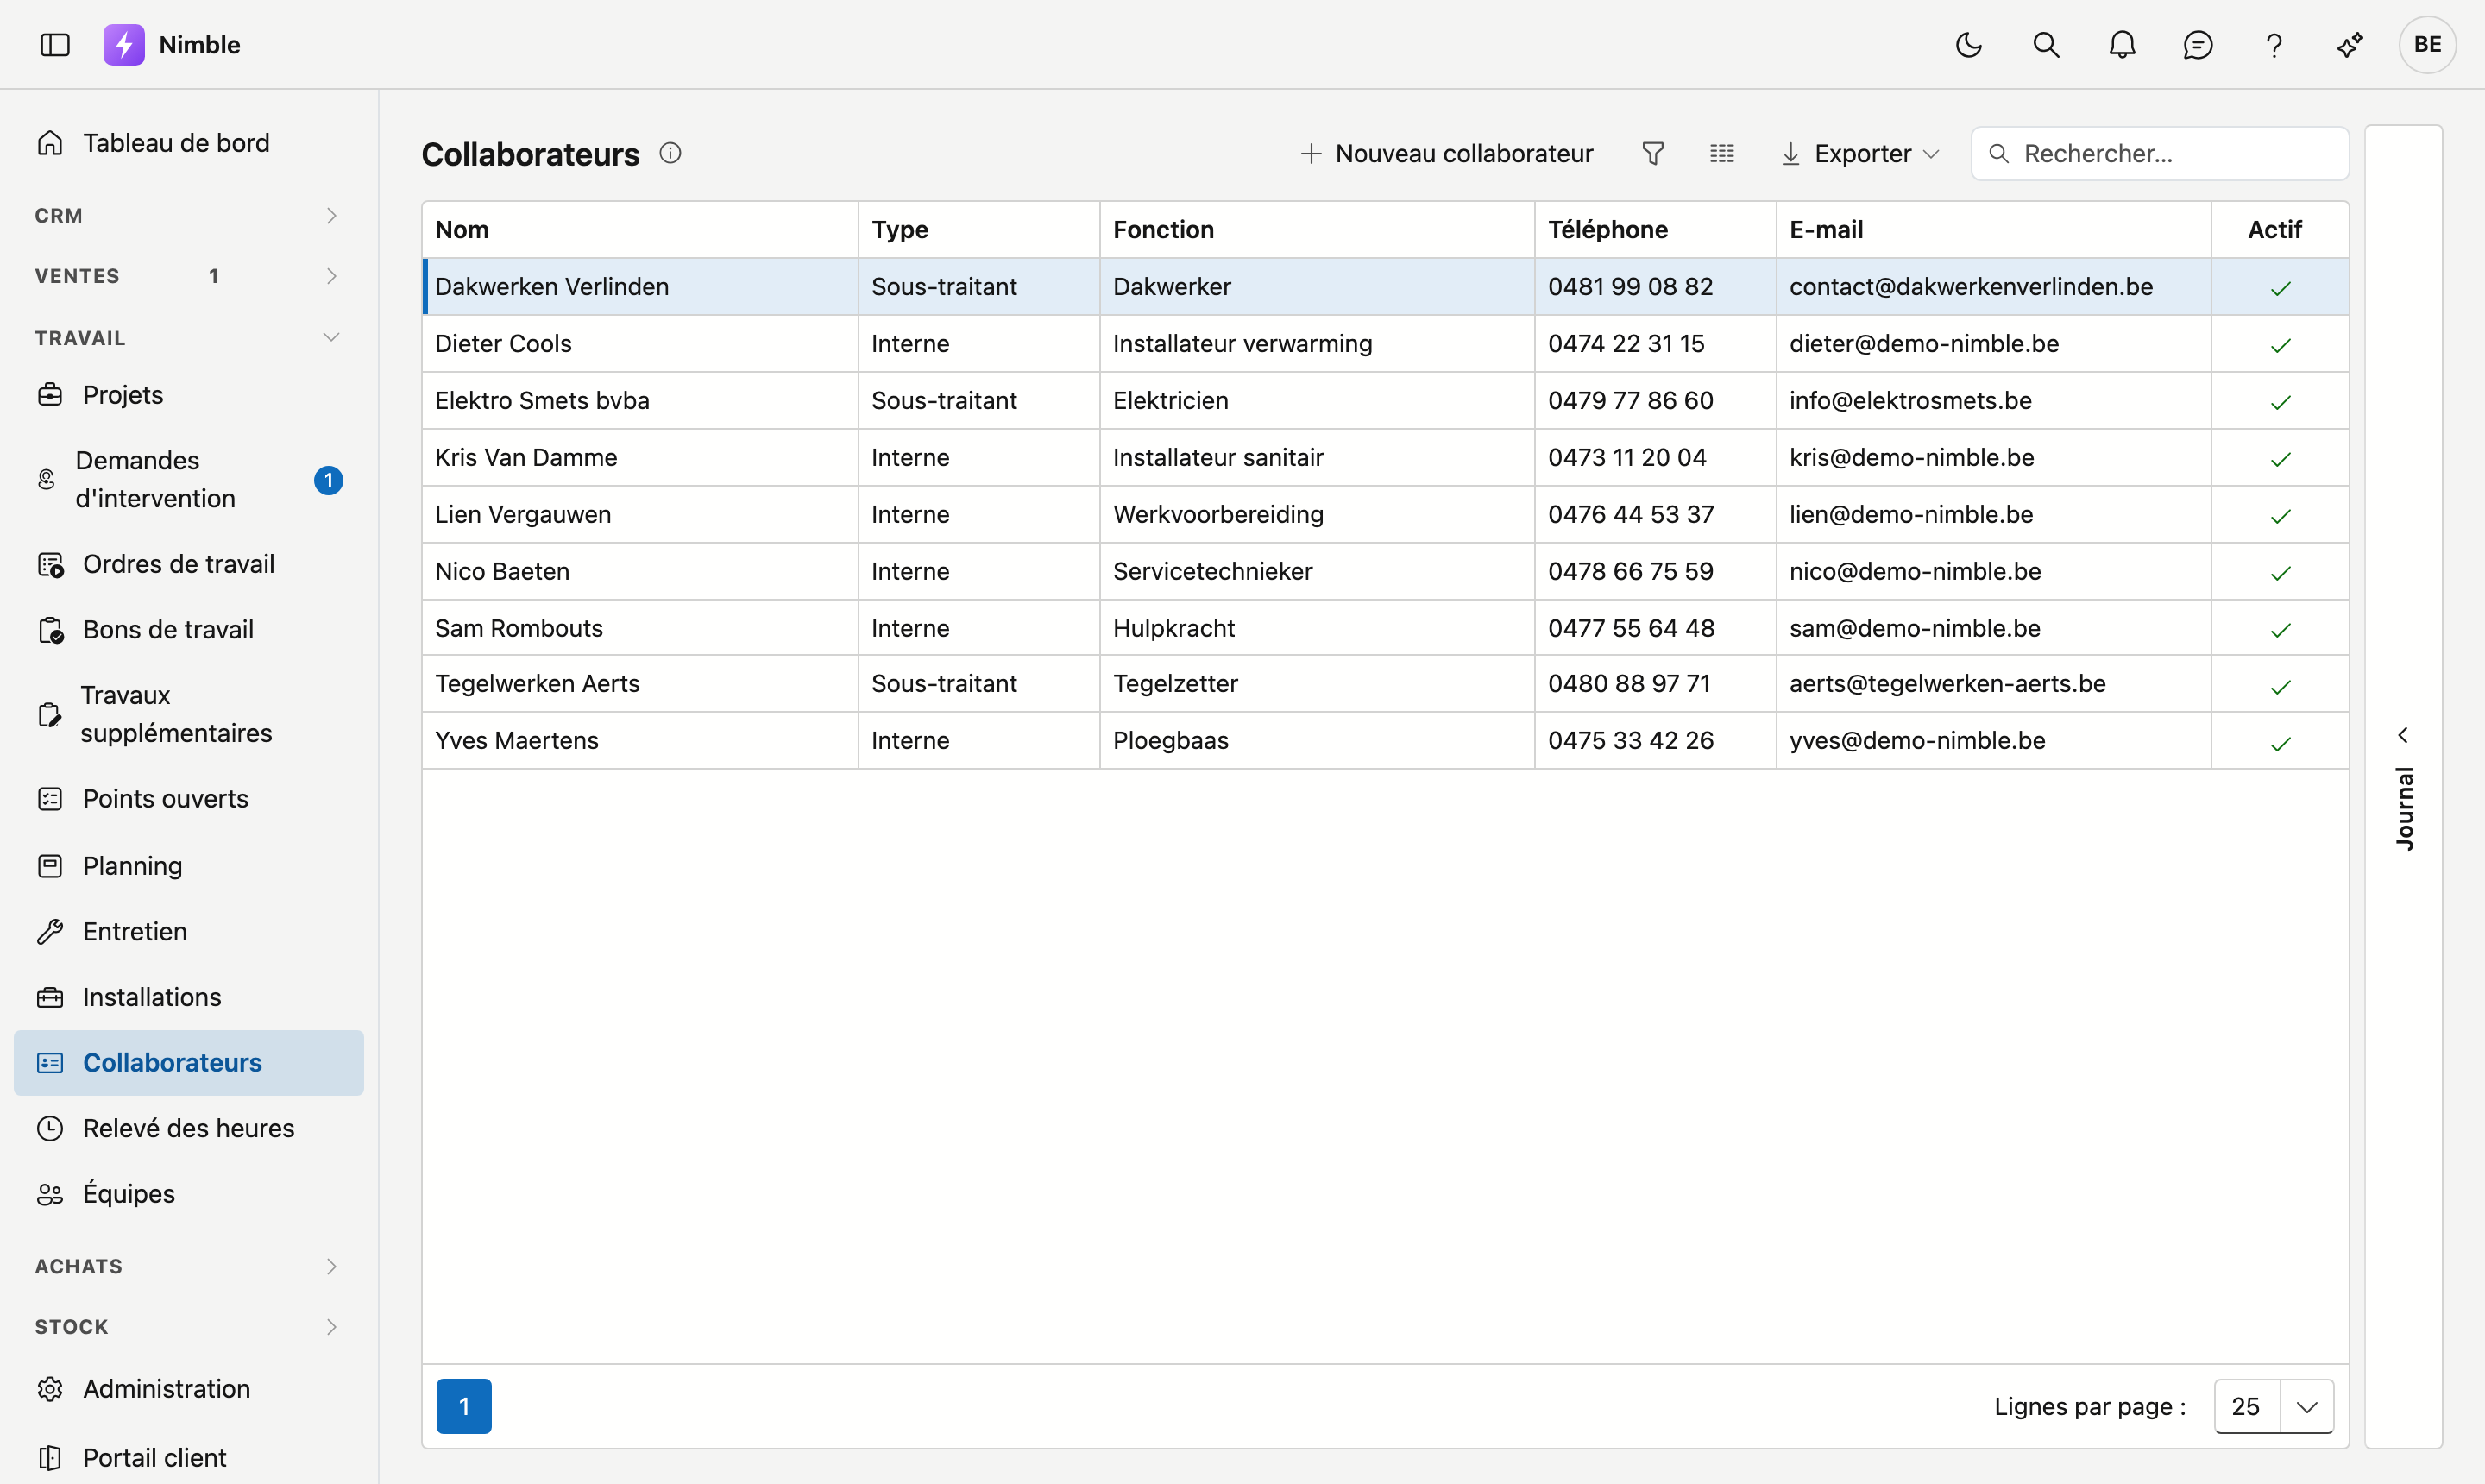 Nimble
BE
Tableau de bord
CRM
VENTES 1
TRAVAIL
Projets
Demandes
d'intervention
1
Ordres de travail
Bons de travail
Travaux
supplémentaires
Points ouverts
Planning
Entretien
Installations
Collaborateurs
Relevé des heures
Équipes
ACHATS
STOCK
Administration
Portail client
Collaborateurs
Nouveau collaborateur
Exporter
Rechercher...
Nom Type Fonction Téléphone E-mail Actif
Dakwerken Verlinden Sous-traitant Dakwerker 0481 99 08 82 contact@dakwerkenverlinden.be
Dieter Cools Interne Installateur verwarming 0474 22 31 15 dieter@demo-nimble.be
Elektro Smets bvba Sous-traitant Elektricien 0479 77 86 60 info@elektrosmets.be
Kris Van Damme Interne Installateur sanitair 0473 11 20 04 kris@demo-nimble.be
Lien Vergauwen Interne Werkvoorbereiding 0476 44 53 37 lien@demo-nimble.be
Nico Baeten Interne Servicetechnieker 0478 66 75 59 nico@demo-nimble.be
Sam Rombouts Interne Hulpkracht 0477 55 64 48 sam@demo-nimble.be
Tegelwerken Aerts Sous-traitant Tegelzetter 0480 88 97 71 aerts@tegelwerken-aerts.be
Yves Maertens Interne Ploegbaas 0475 33 42 26 yves@demo-nimble.be
1
Lignes par page : 25
Journal